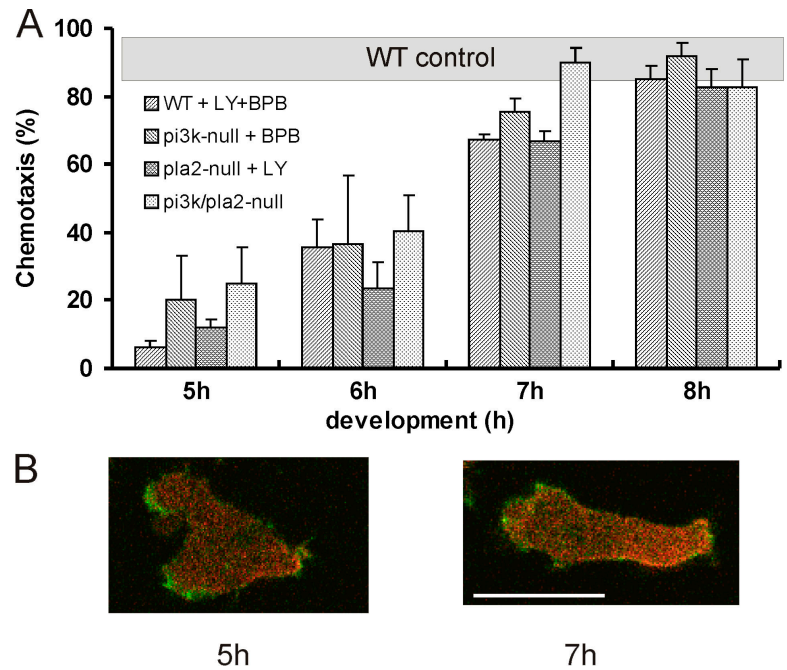 A
100
80
60
40
20
0
Chemotaxis (%)
WT control
WT + LY+BPB
pi3k-null + BPB
pla2-null + LY
pi3k/pla2-null
5h 6h 7h 8h
development (h)
B
5h 7h